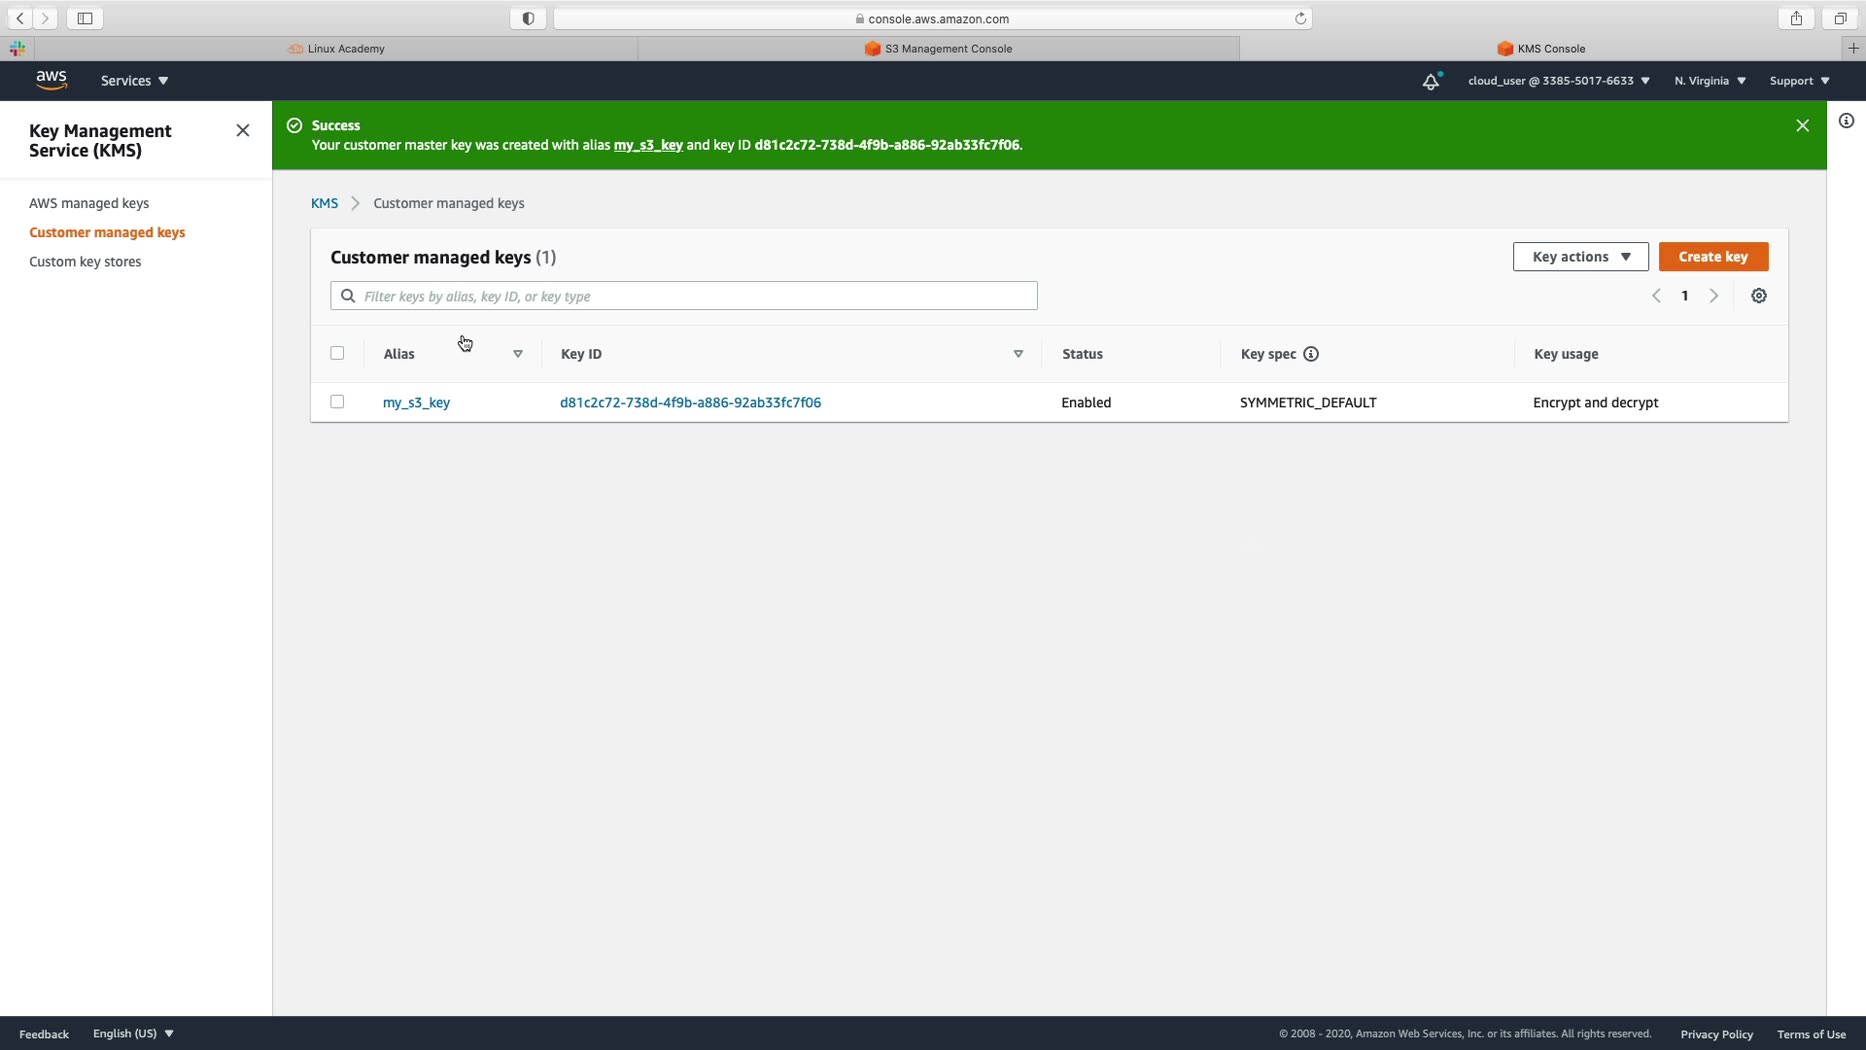 console.aws.amazon.com
Linux Academy
S3 Management Console
KMS Console
aws
Services
cloud_user @ 3385-5017-6633
N. Virginia
Support
Key Management
Service (KMS)
AWS managed keys
Customer managed keys
Custom key stores
Success
Your customer master key was created with alias my_s3_key and key ID d81c2c72-738d-4f9b-a886-92ab33fc7f06.
KMS
Customer managed keys
Customer managed keys (1)
Key actions
Create key
Filter keys by alias, key ID, or key type
1
Alias
Key ID
Status
Key spec
Key usage
my_s3_key
d81c2c72-738d-4f9b-a886-92ab33fc7f06
Enabled
SYMMETRIC_DEFAULT
Encrypt and decrypt
Feedback
English (US)
© 2008 - 2020, Amazon Web Services, Inc. or its affiliates. All rights reserved.
Privacy Policy
Terms of Use